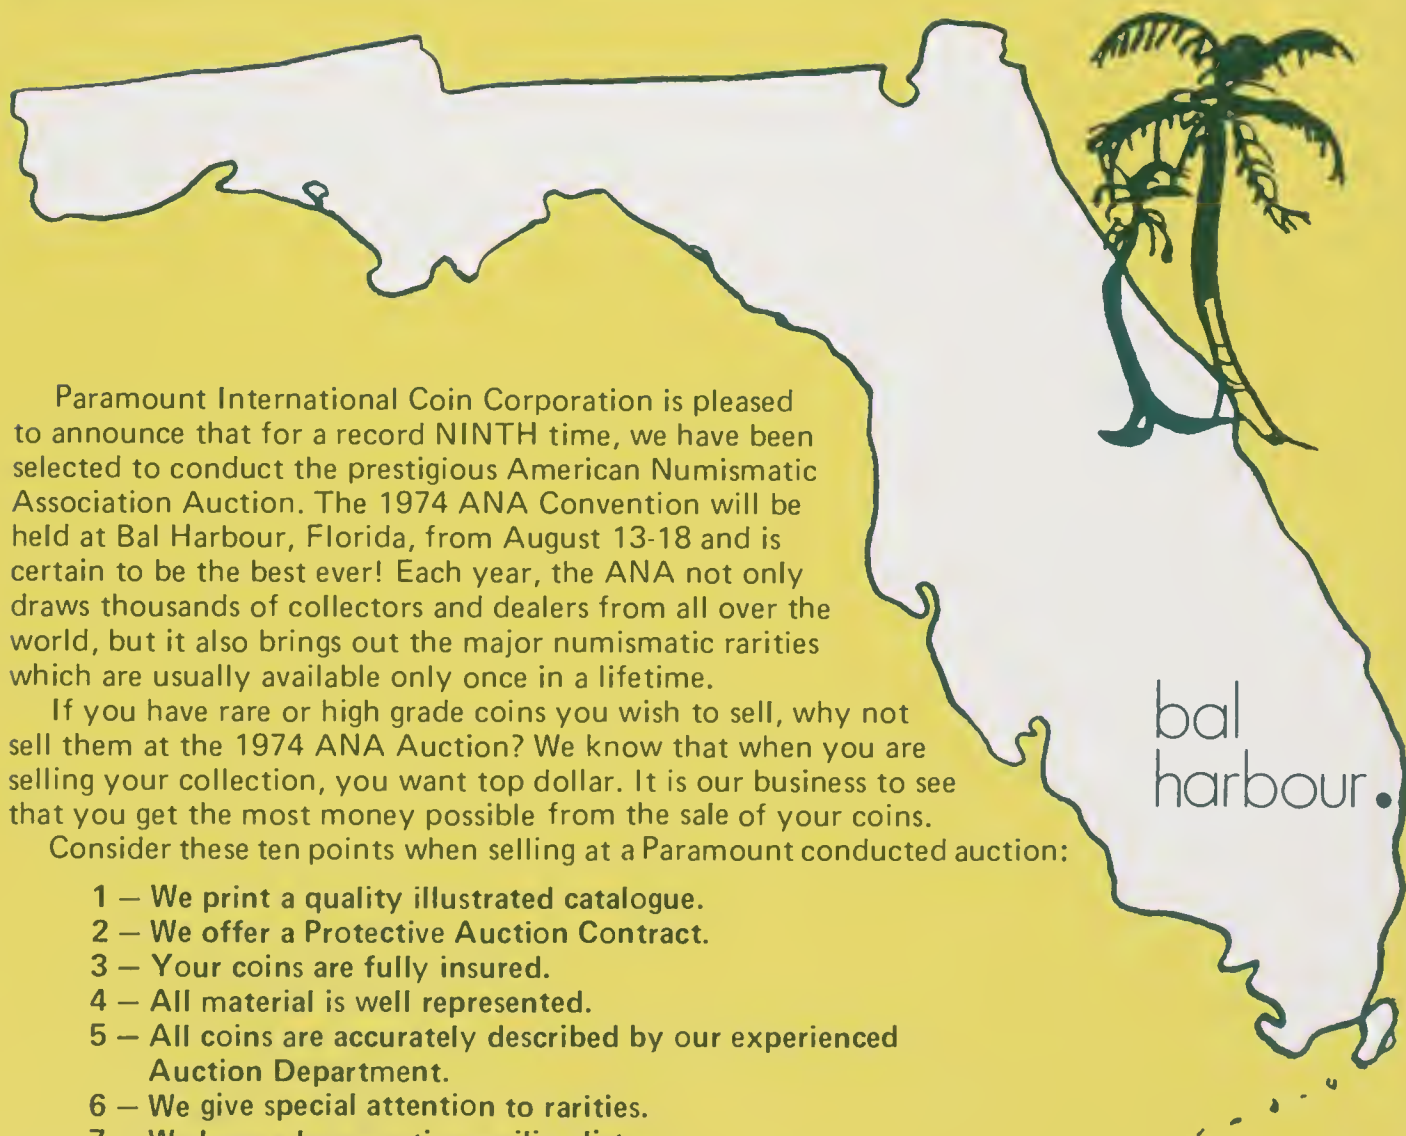 Paramount International Coin Corporation is pleased
to announce that for a record NINTH time, we have been
selected to conduct the prestigious American Numismatic
Association Auction. The 1974 ANA Convention will be
held at Bal Harbour, Florida, from August 13-18 and is
certain to be the best ever! Each year, the ANA not only
draws thousands of collectors and dealers from all over the
world, but it also brings out the major numismatic rarities
which are usually available only once in a lifetime.
If you have rare or high grade coins you wish to sell, why not
sell them at the 1974 ANA Auction? We know that when you are
selling your collection, you want top dollar. It is our business to see
that you get the most money possible from the sale of your coins.
Consider these ten points when selling at a Paramount conducted auction:
1 — We print a quality illustrated catalogue.
2 — We offer a Protective Auction Contract.
3 — Your coins are fully insured.
4 — All material is well represented.
5 — All coins are accurately described by our experienced
Auction Department.
6 — We give special attention to rarities.
bal
harbour.